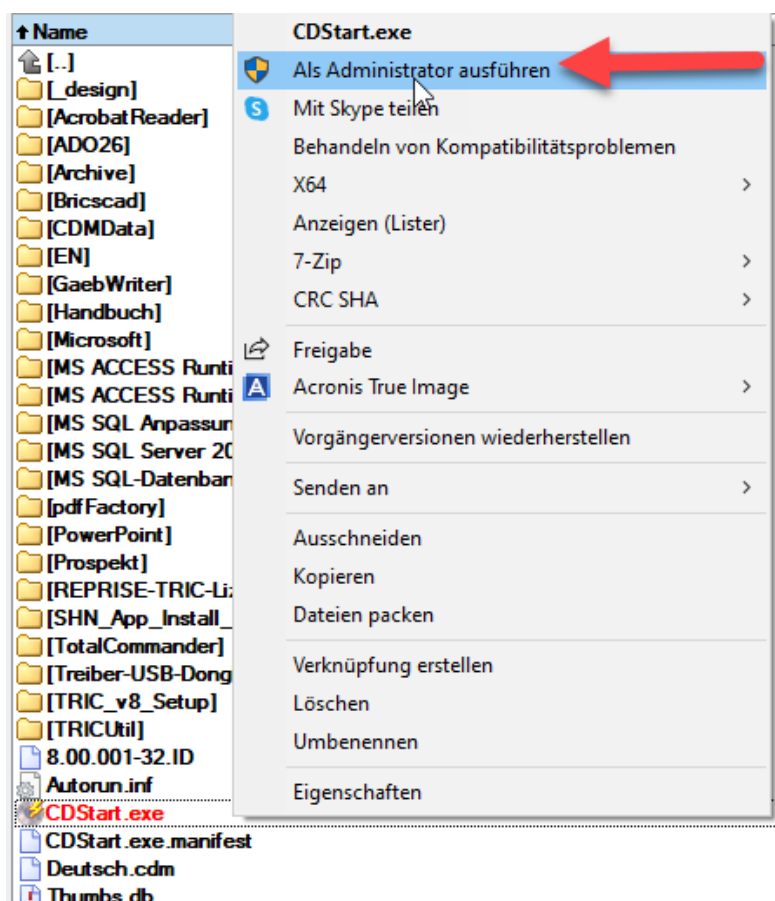 Name
[..]
[_design]
[AcrobatReader]
[ADO26]
[Archive]
[Bricscad]
[CDMData]
[EN]
[GaebWriter]
[Handbuch]
[Microsoft]
[MS ACCESS Runti
[MS ACCESS Runti
[MS SQL Anpassun
[MS SQL Server 20
[MS SQL-Datenban
[pdfFactory]
[PowerPoint]
[Prospekt]
[REPRISE-TRIC-Liz
[SHN_App_Install_
[TotalCommander]
[Treiber-USB-Dong
[TRIC_v8_Setup]
[TRICUtil]
8.00.001-32.ID
Autorun.inf
CDStart.exe
CDStart.exe.manifest
Deutsch.cdm
Thumbs.db
CDStart.exe
Als Administrator ausführen
Mit Skype teilen
Behandeln von Kompatibilitätsproblemen
X64
Anzeigen (Lister)
7-Zip
CRC SHA
Freigabe
Acronis True Image
Vorgängerversionen wiederherstellen
Senden an
Ausschneiden
Kopieren
Dateien packen
Verknüpfung erstellen
Löschen
Umbenennen
Eigenschaften